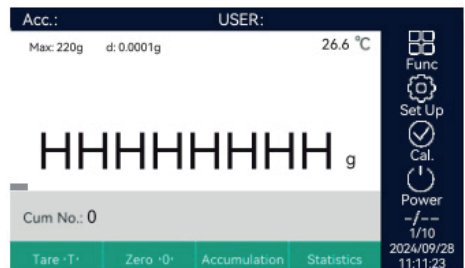 Acc.: USER:
Max: 220g d: 0.0001g 26.6 °C
HHHHHHHH g
Cum No.: 0
Tare ·T· Zero ·0· Accumulation Statistics
Func
Set Up
Cal.
Power
-/--
1/10
2024/09/28
11:11:23